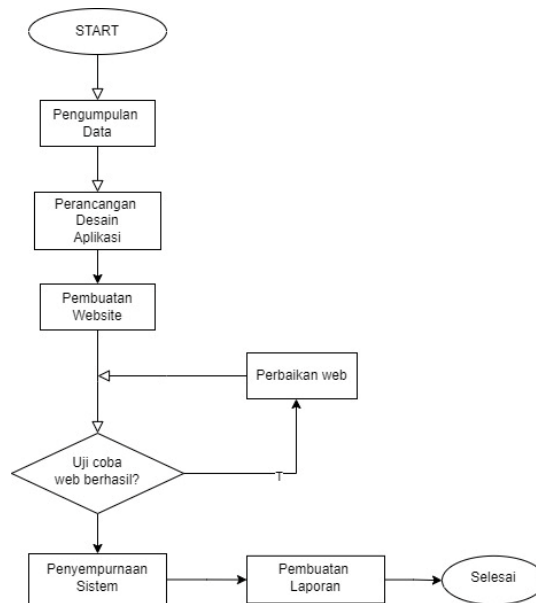 START
Pengumpulan
Data
Perancangan
Desain
Aplikasi
Pembuatan
Website
Perbaikan web
Uji coba
web berhasil?
T
Penyempurnaan
Sistem
Pembuatan
Laporan
Selesai